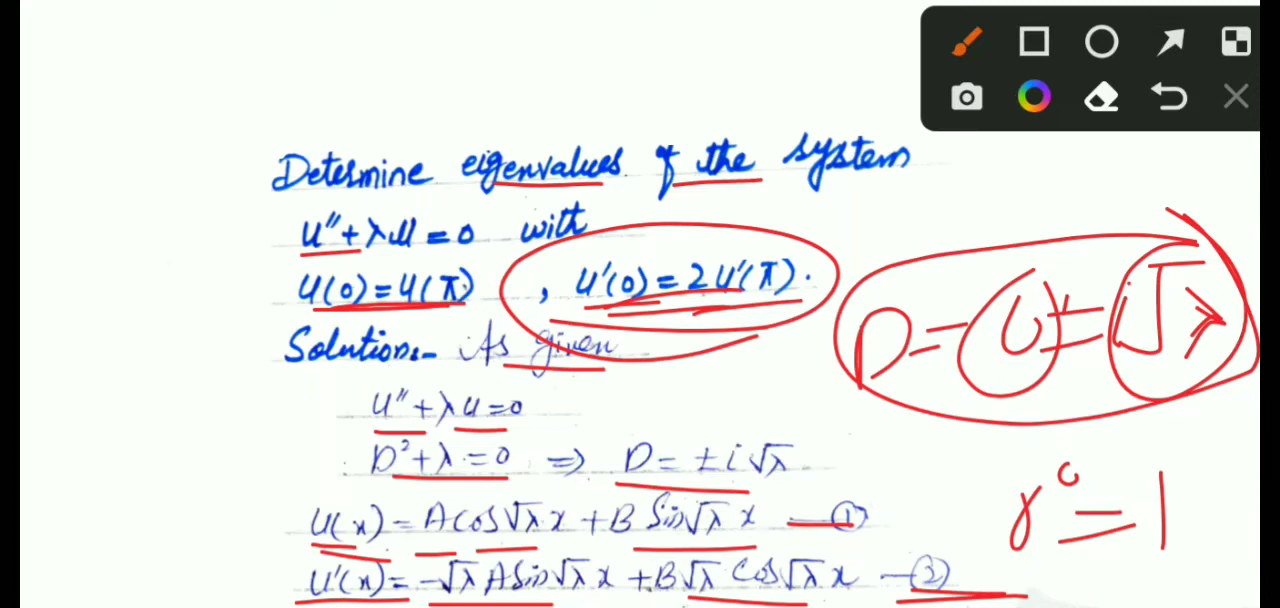 Determine eigenvalues of the system
u'' + λu = 0 with
u(0) = u(π) , u'(0) = 2u'(π).
Solution:- As given
u'' + λu = 0
D² + λ = 0 ⇒ D = ± i√λ
u(x) = A Cos√λ x + B Sin√λ x —①
u'(x) = -√λ A Sin√λ x + B√λ Cos√λ x —②
D = 0 ± i√λ
r⁰ = 1